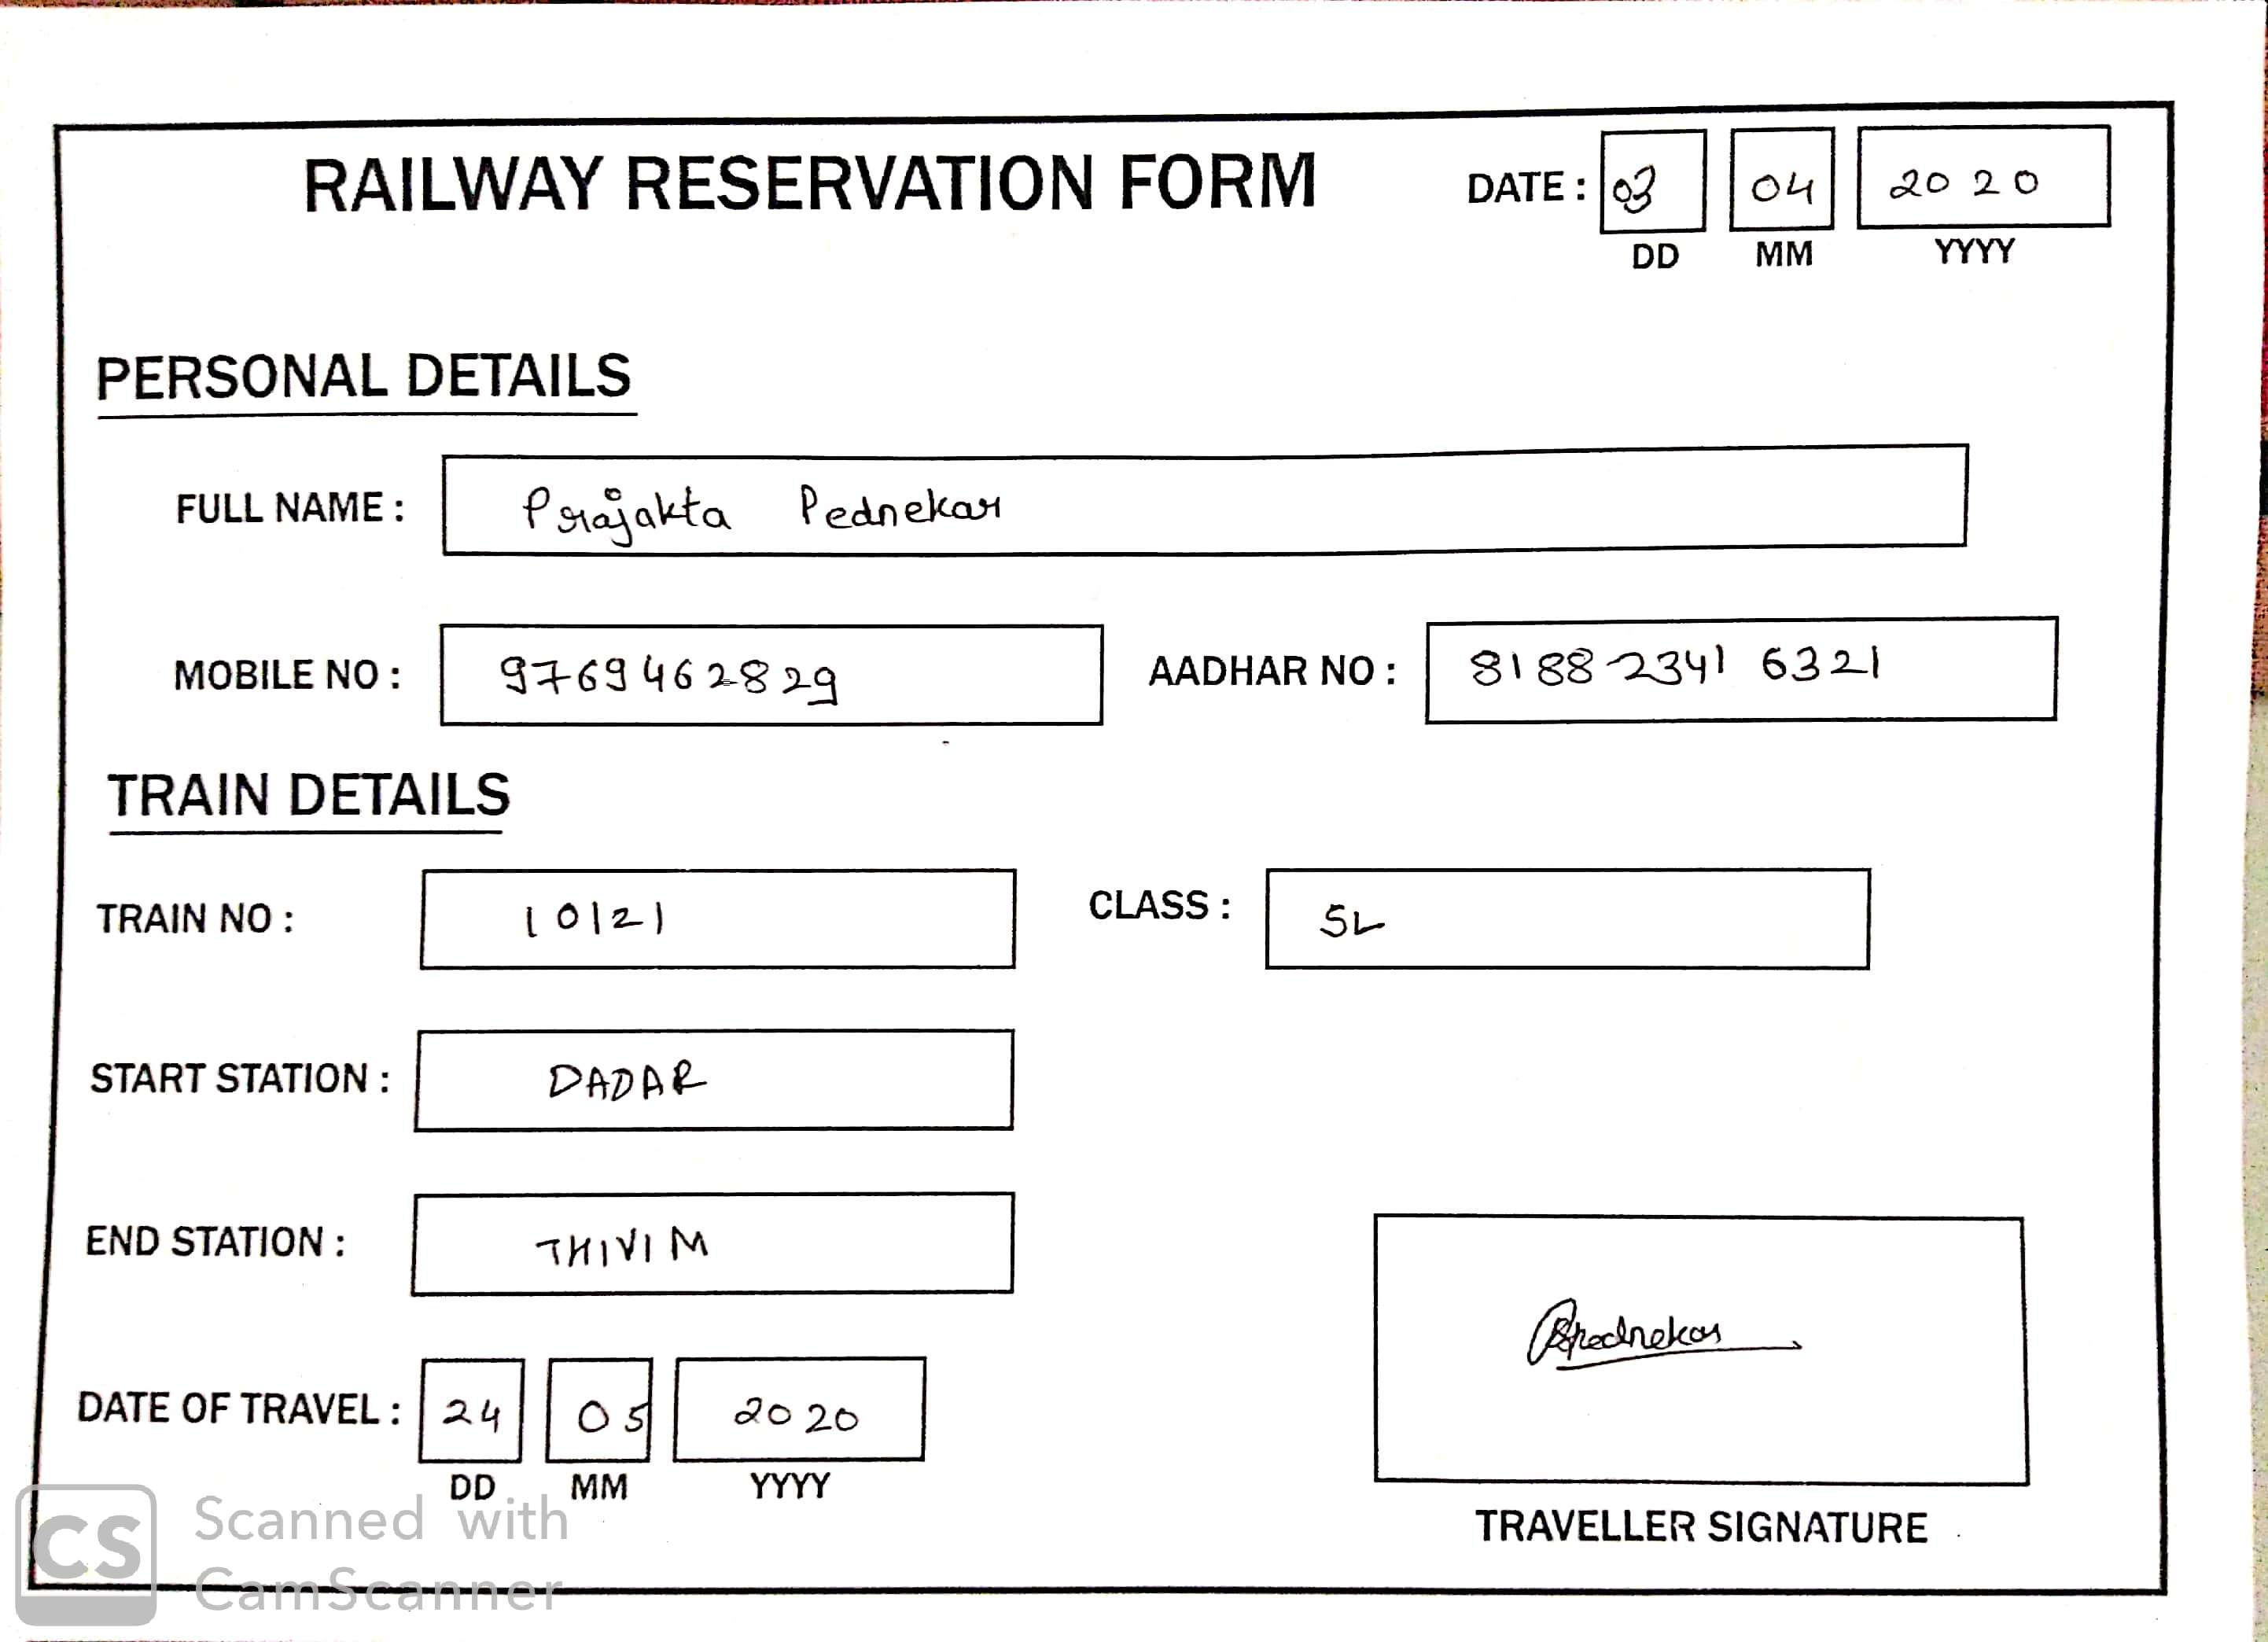 RAILWAY RESERVATION FORM DATE : 03 04 2020
DD MM YYYY
PERSONAL DETAILS
FULL NAME : Prajakta Pednekar
MOBILE NO : 9769462829 AADHAR NO : 8188 2341 6321
TRAIN DETAILS
TRAIN NO : 10121 CLASS : SL
START STATION : DADAR
END STATION : THIVIM
DATE OF TRAVEL : 24 05 2020
DD MM YYYY
TRAVELLER SIGNATURE
CS Scanned with
CamScanner